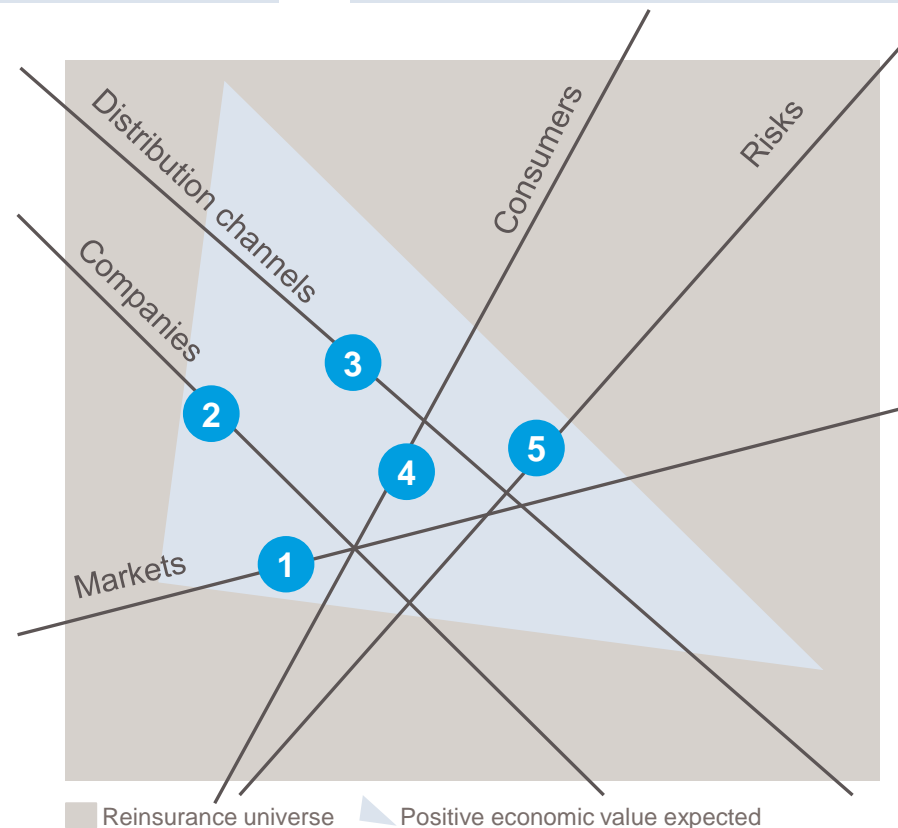 Distribution channels
Consumers
Risks
Companies
3
2
5
4
Markets
1
Reinsurance universe
Positive economic value expected